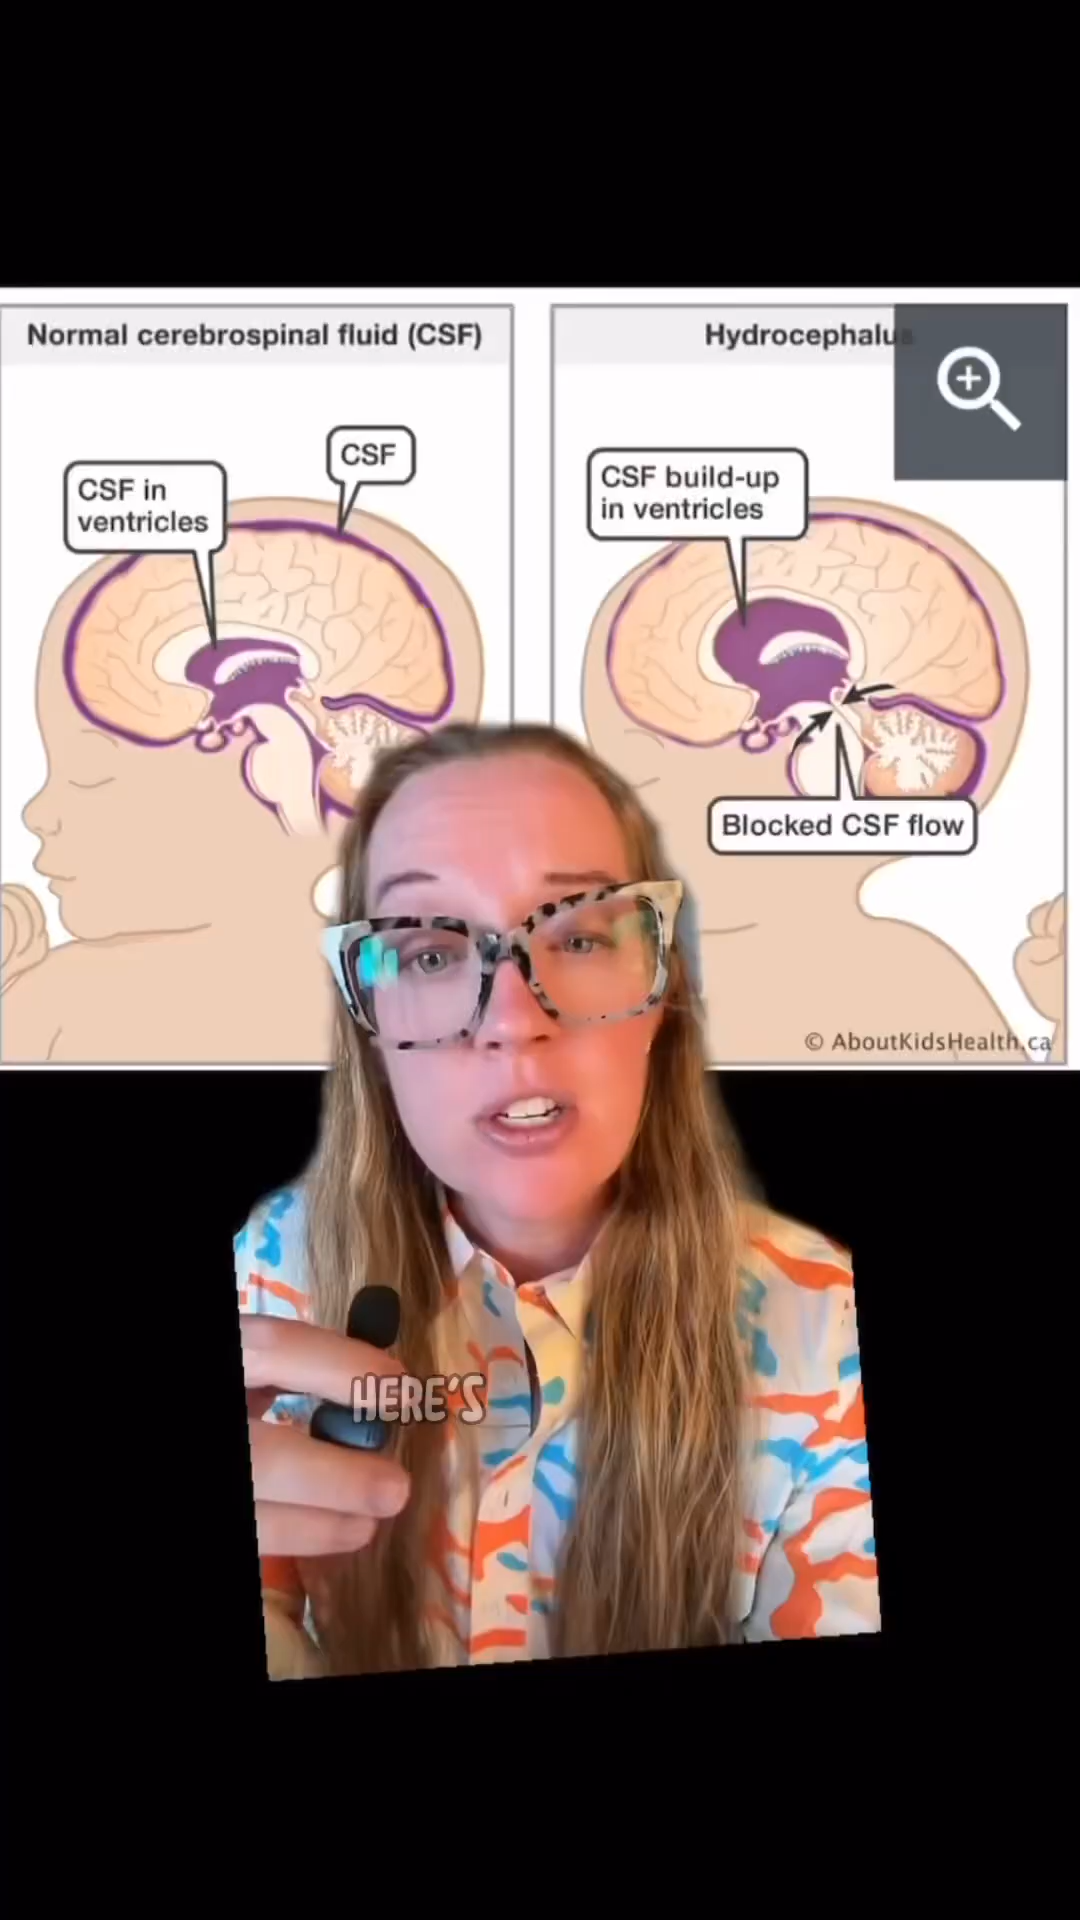 Normal cerebrospinal fluid (CSF)
Hydrocephalus
CSF
CSF in
ventricles
CSF build-up
in ventricles
Blocked CSF flow
© AboutKidsHealth.ca
HERE'S